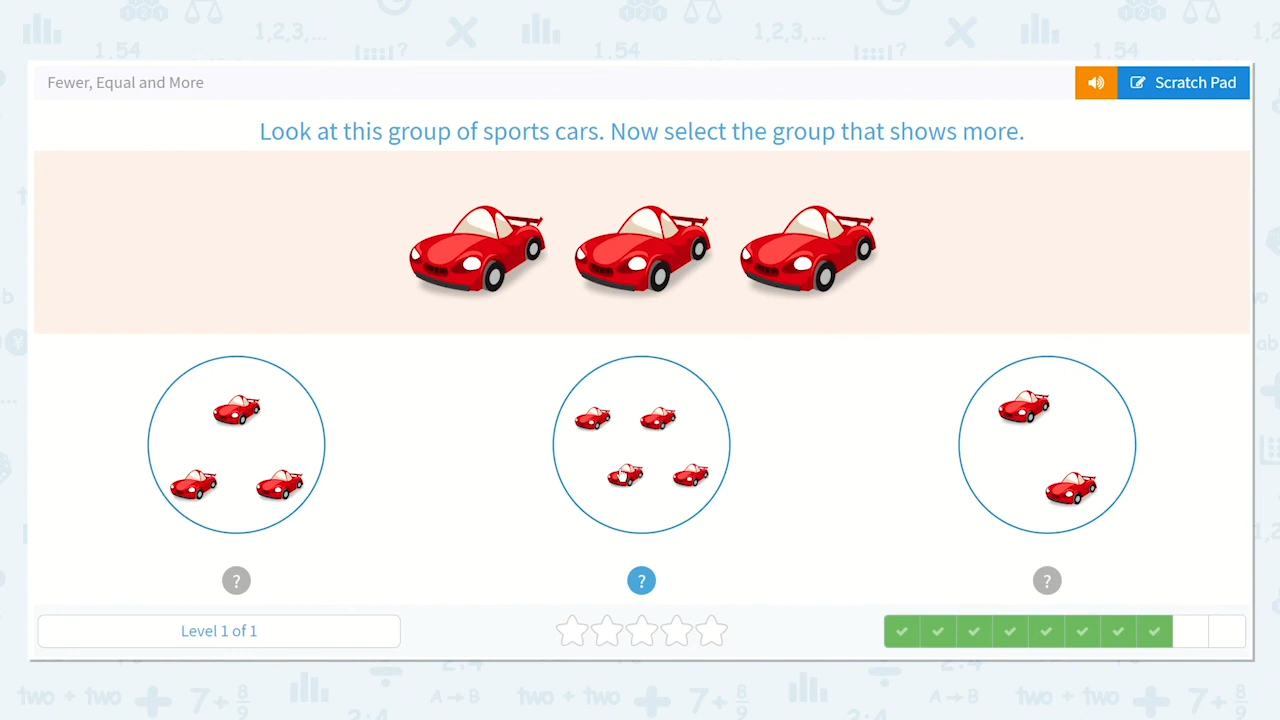 Fewer, Equal and More
Scratch Pad
Look at this group of sports cars. Now select the group that shows more.
?
?
?
Level 1 of 1